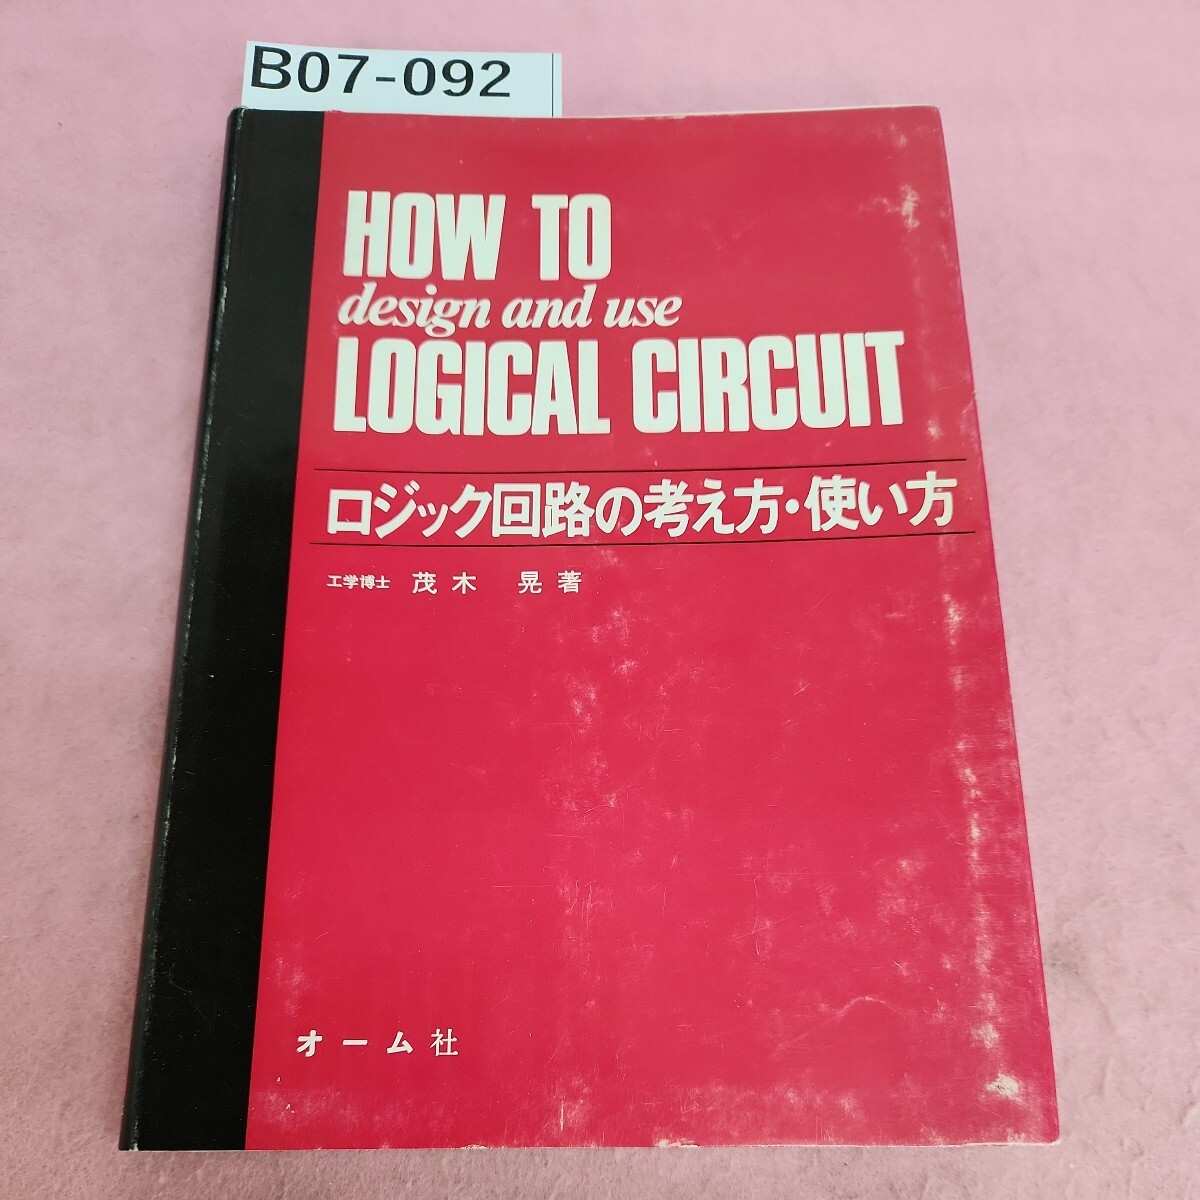 B07-092
HOW TO
design and use
LOGICAL CIRCUIT
ロジック回路の考え方・使い方
工学博士 茂木 晃著
オーム社